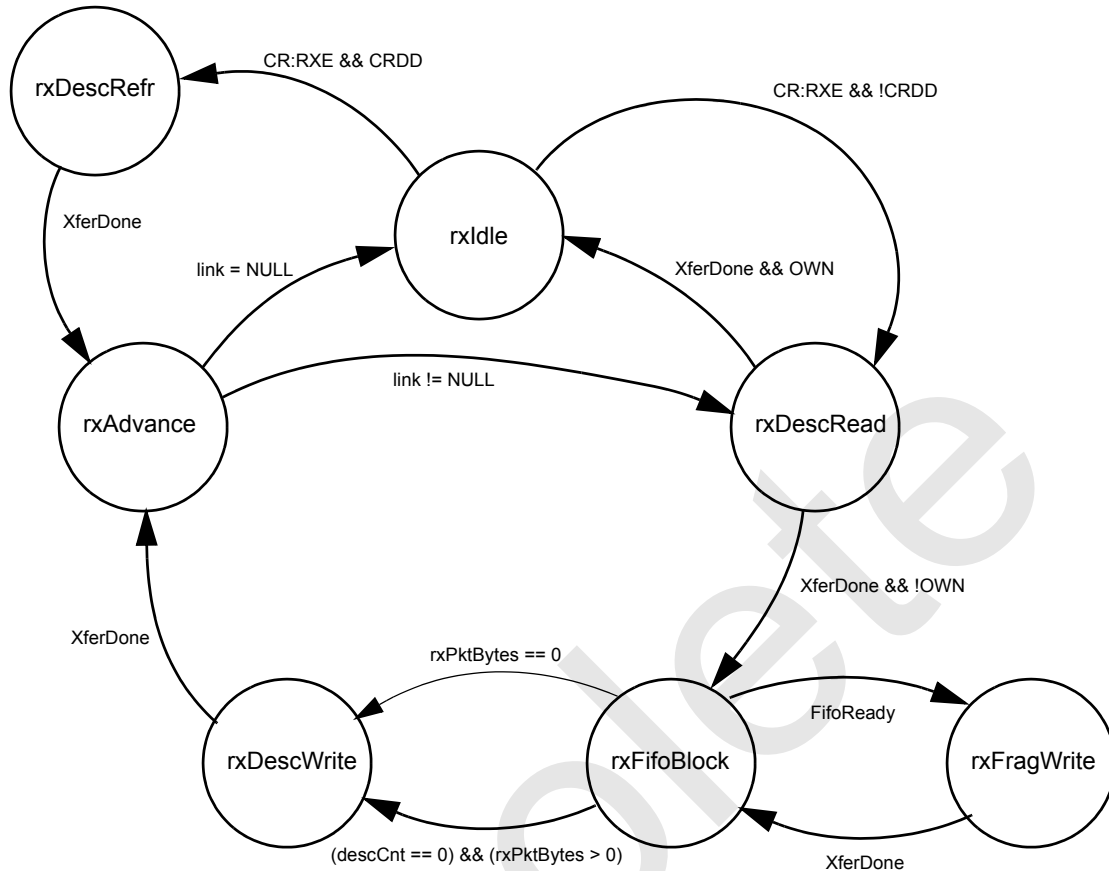 CR:RXE && CRDD
rxDescRefr
CR:RXE && !CRDD
XferDone
rxIdle
link = NULL
XferDone && OWN
link != NULL
rxAdvance
rxDescRead
XferDone && !OWN
XferDone
rxPktBytes == 0
FifoReady
rxDescWrite
rxFifoBlock
rxFragWrite
(descCnt == 0) && (rxPktBytes > 0)
XferDone
olete